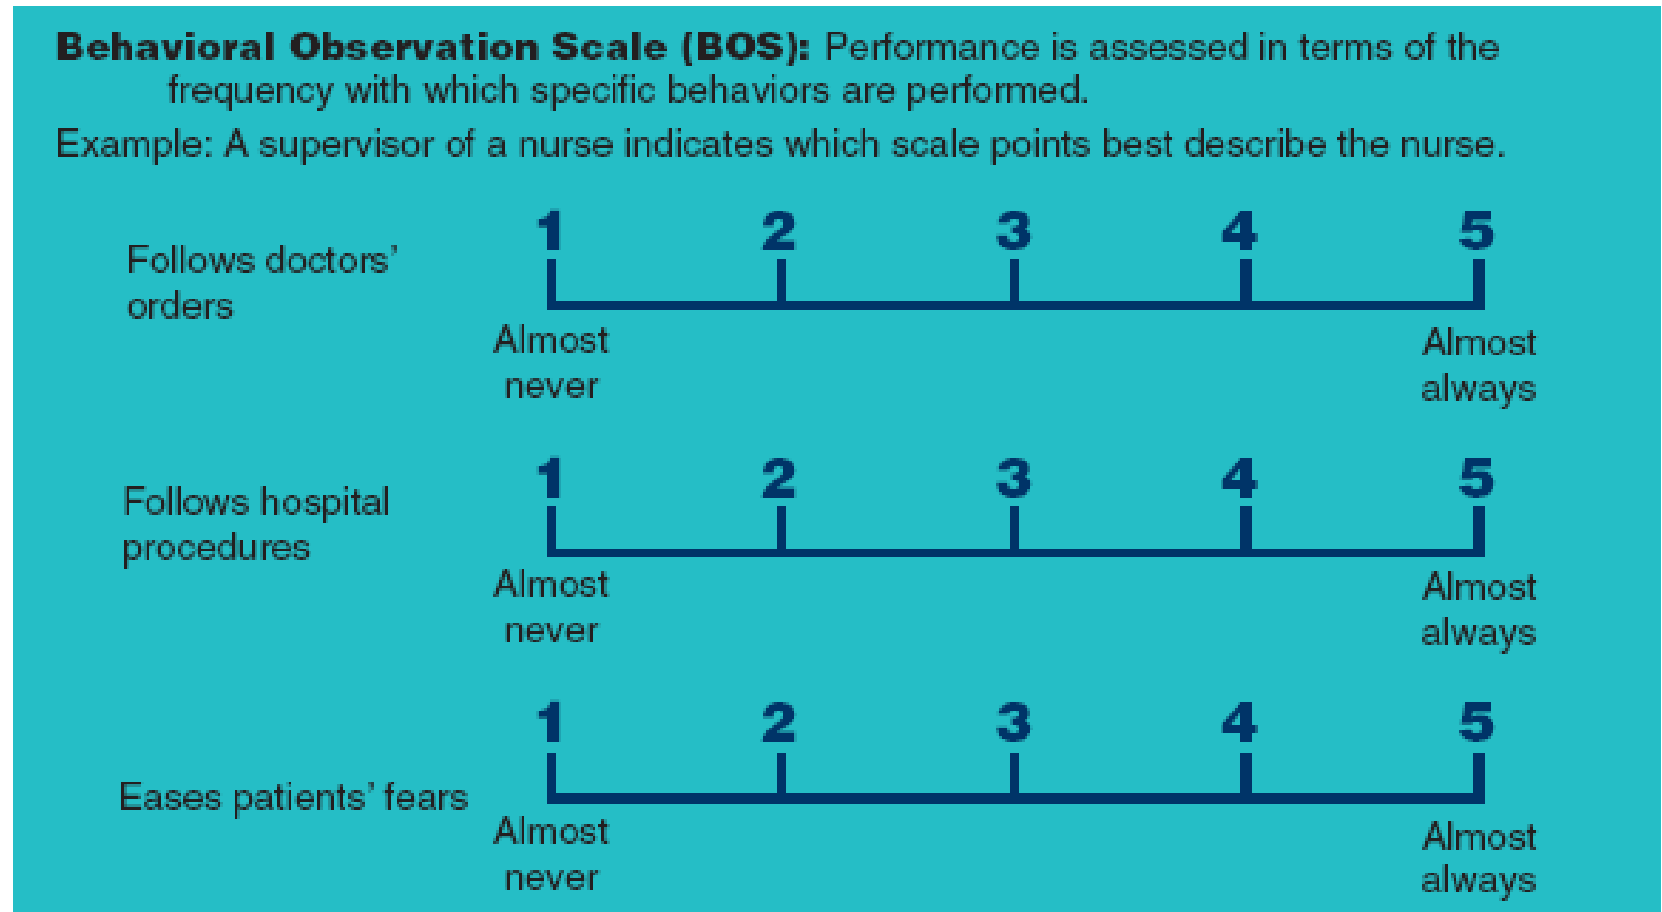 Behavioral Observation Scale (BOS): Performance is assessed in terms of the
frequency with which specific behaviors are performed.
Example: A supervisor of a nurse indicates which scale points best describe the nurse.
Follows doctors’
orders
1 2 3 4 5
Almost
never
Almost
always
Follows hospital
procedures
1 2 3 4 5
Almost
never
Almost
always
Eases patients’ fears
1 2 3 4 5
Almost
never
Almost
always